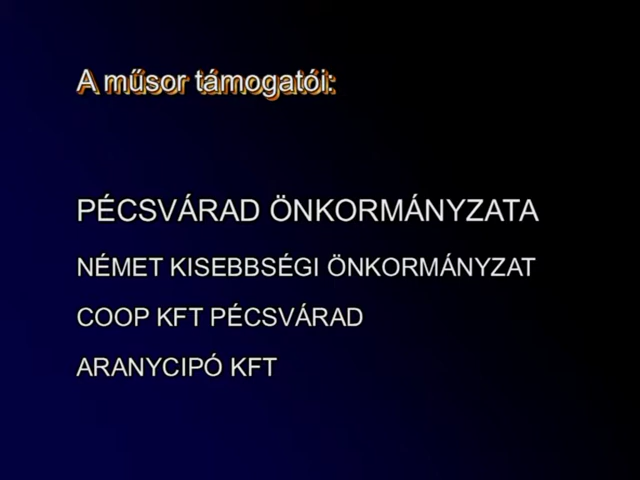 A műsor támogatói:
PÉCSVÁRAD ÖNKORMÁNYZATA
NÉMET KISEBBSÉGI ÖNKORMÁNYZAT
COOP KFT PÉCSVÁRAD
ARANYCIPÓ KFT